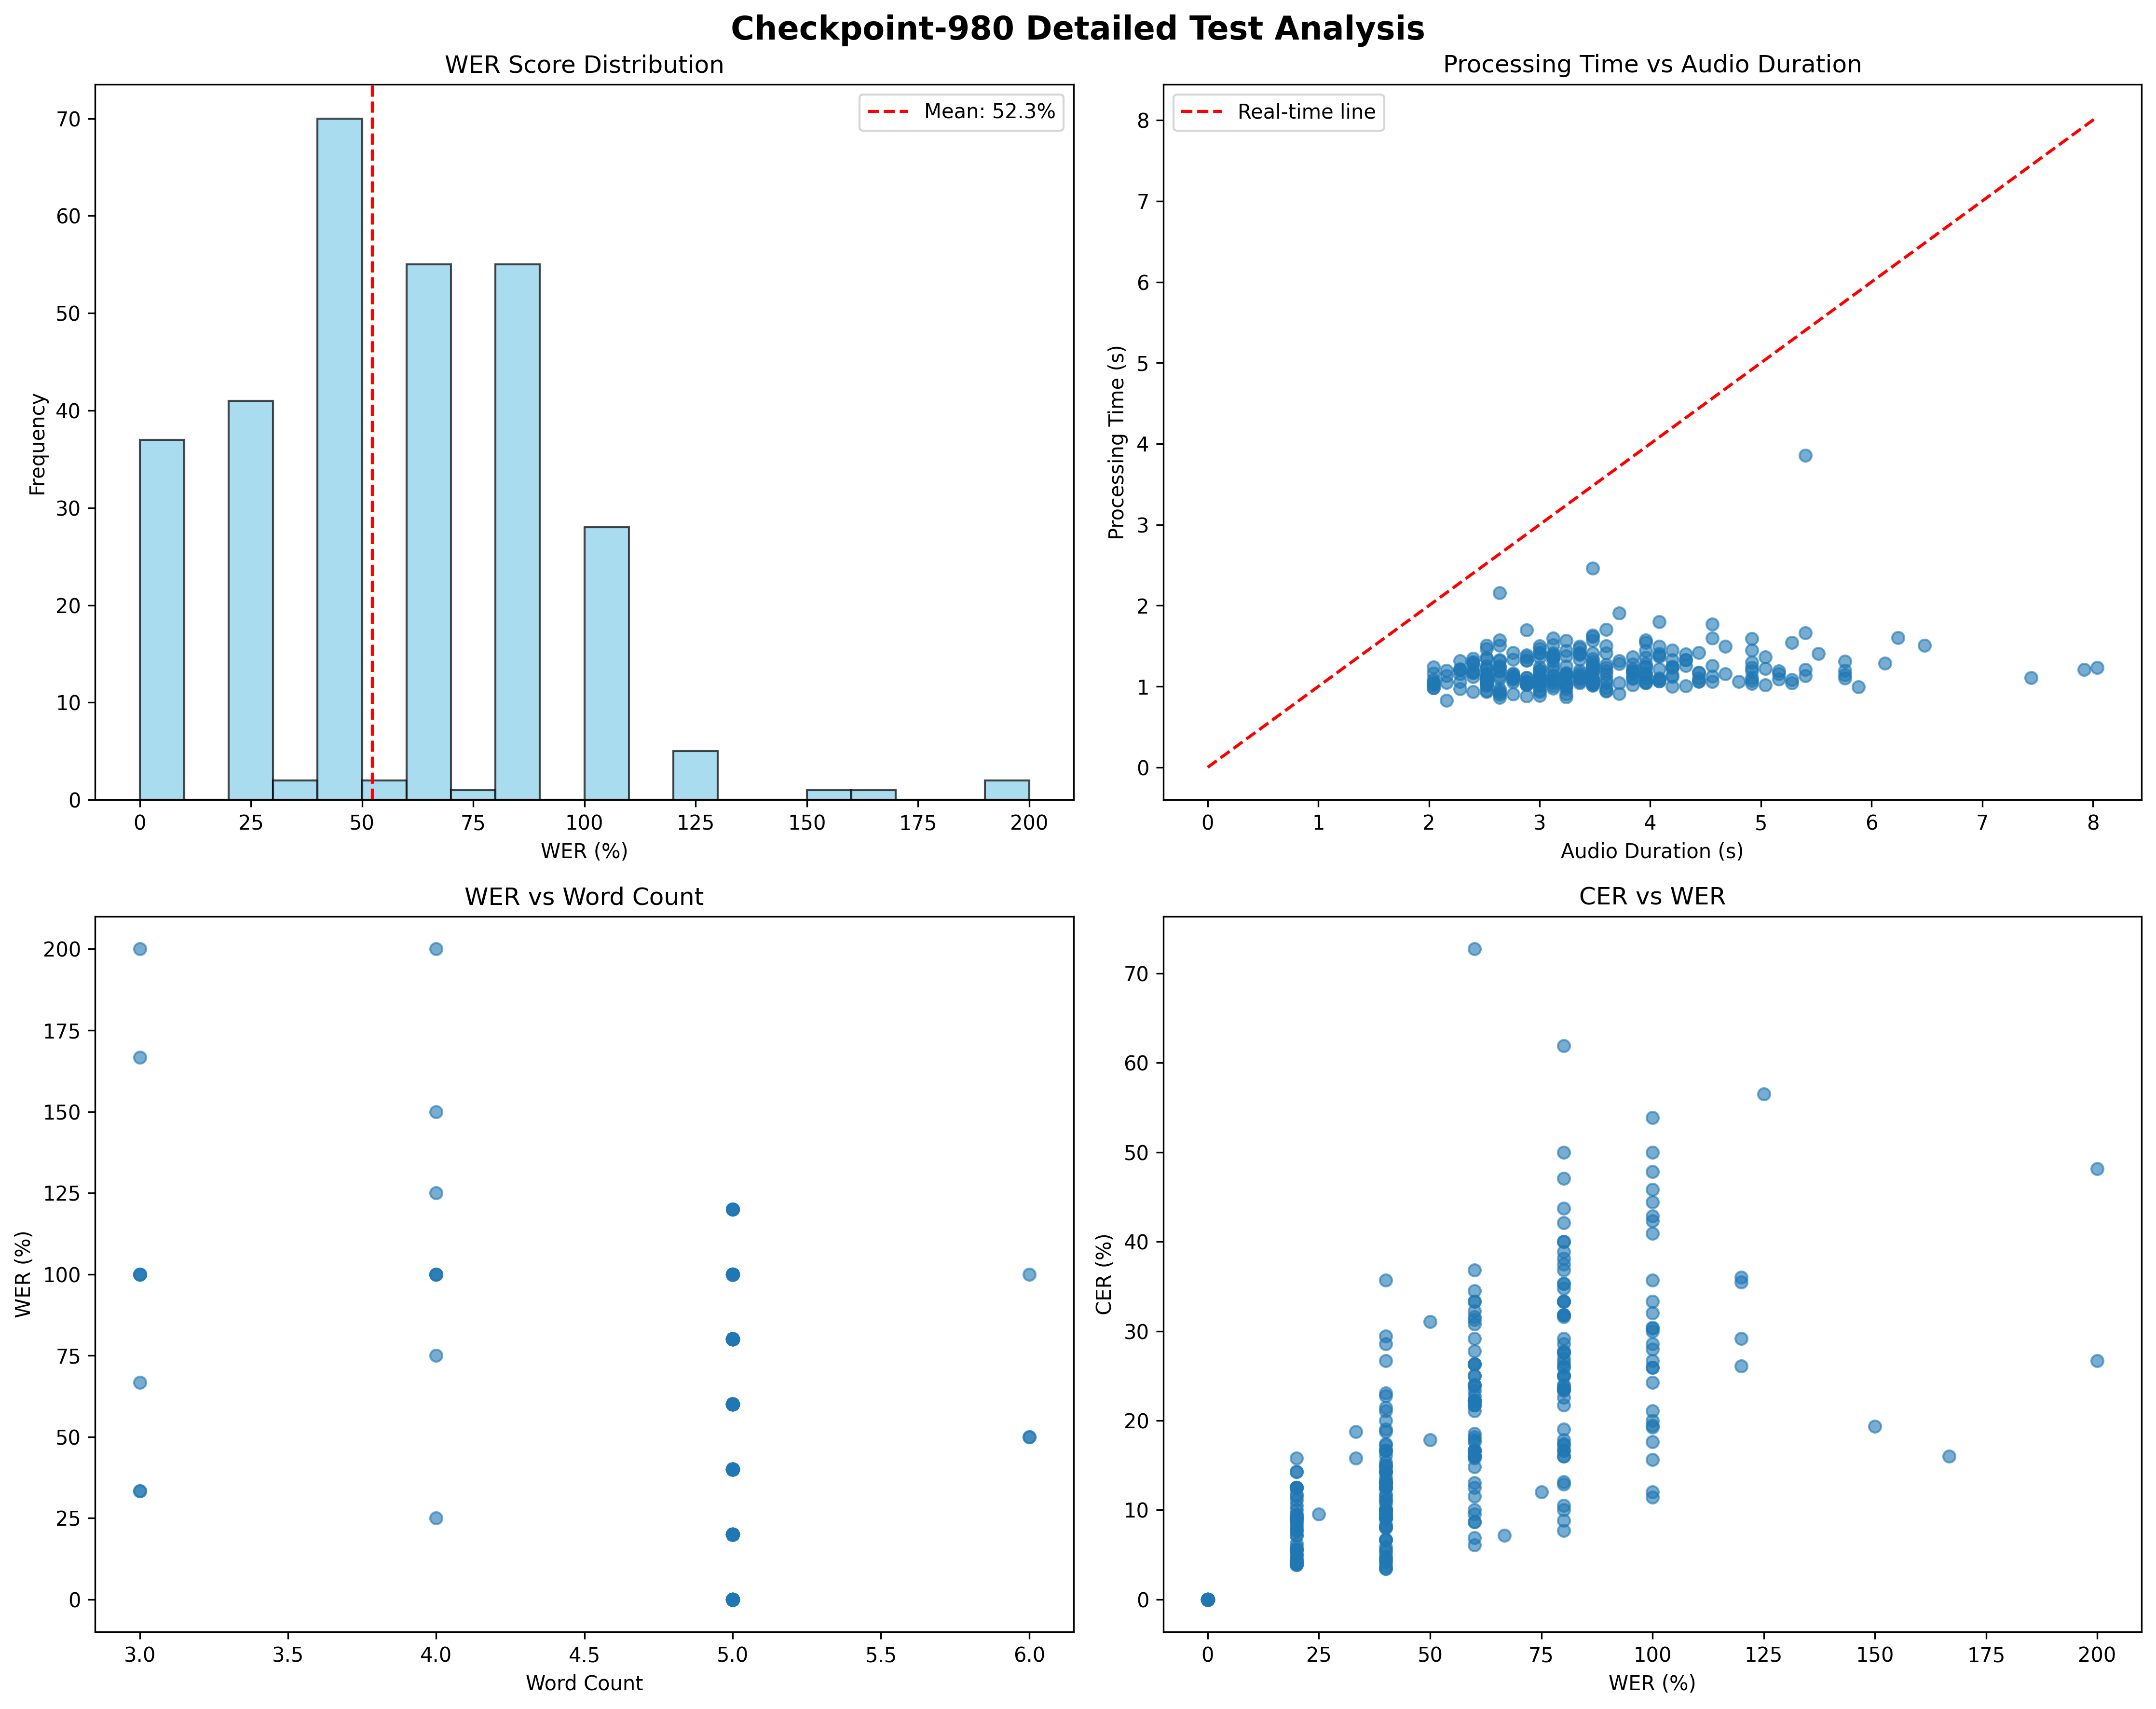 Checkpoint-980 Detailed Test Analysis
WER Score Distribution
Mean: 52.3%
Frequency
70
60
50
40
30
20
10
0
0 25 50 75 100 125 150 175 200
WER (%)
Processing Time vs Audio Duration
Real-time line
Processing Time (s)
8
7
6
5
4
3
2
1
0
0 1 2 3 4 5 6 7 8
Audio Duration (s)
WER vs Word Count
WER (%)
200
175
150
125
100
75
50
25
0
3.0 3.5 4.0 4.5 5.0 5.5 6.0
Word Count
CER vs WER
CER (%)
70
60
50
40
30
20
10
0
0 25 50 75 100 125 150 175 200
WER (%)